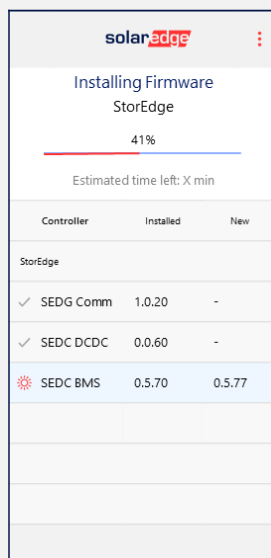 solaredge
Installing Firmware
StorEdge
41%
Estimated time left: X min
Controller Installed New
StorEdge
SEDG Comm 1.0.20 -
SEDC DCDC 0.0.60 -
SEDC BMS 0.5.70 0.5.77